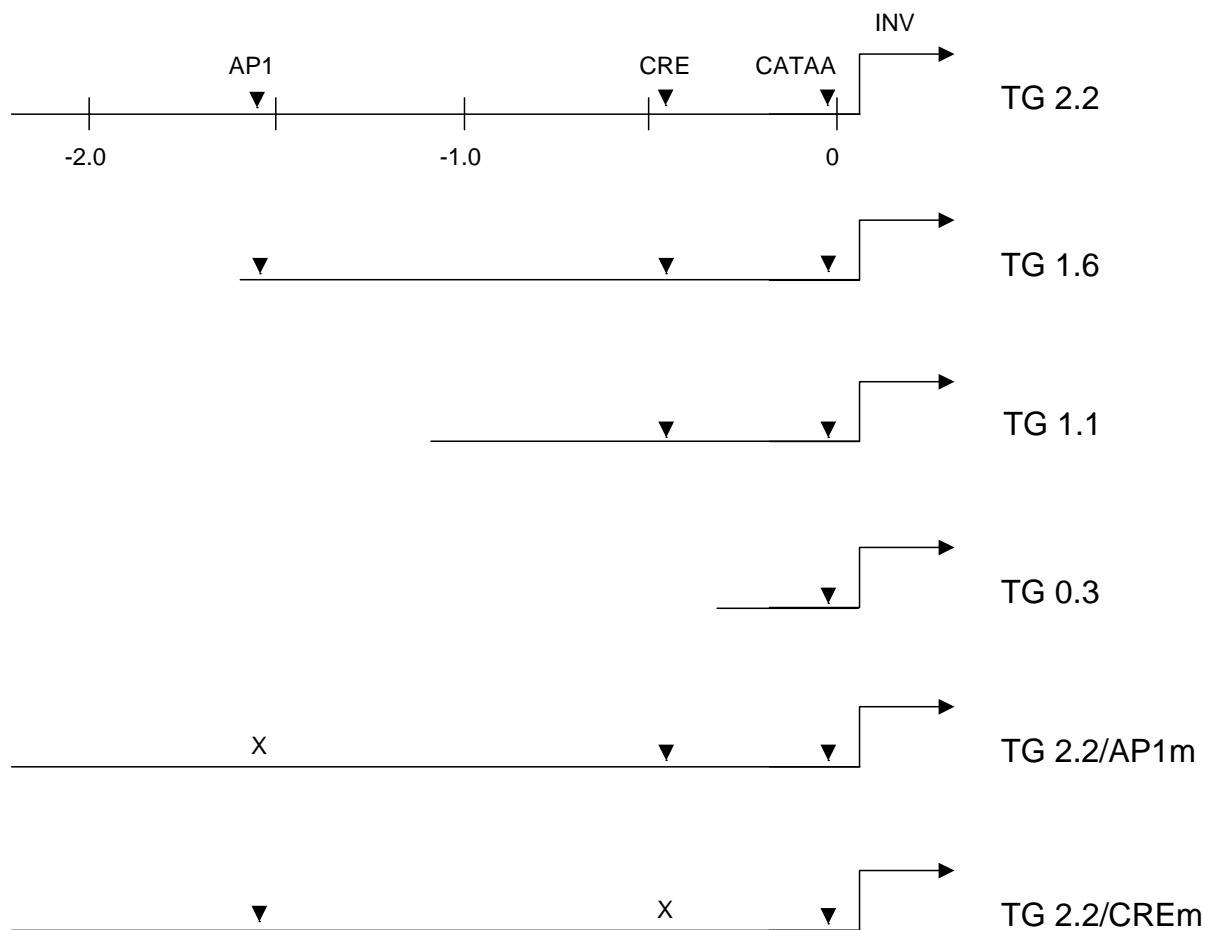 INV
AP1 CRE CATAA
TG 2.2
-2.0 -1.0 0
TG 1.6
TG 1.1
TG 0.3
X
TG 2.2/AP1m
X
TG 2.2/CREm